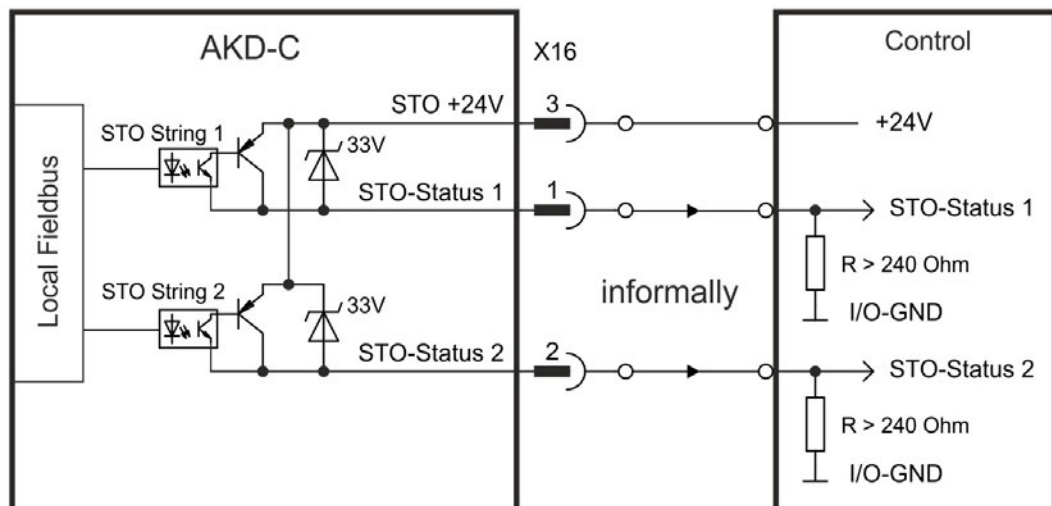 AKD-C
X16
Control
STO +24V
3
+24V
STO String 1
33V
STO-Status 1
1
STO-Status 1
Local Fieldbus
R > 240 Ohm
I/O-GND
informally
STO String 2
33V
STO-Status 2
2
STO-Status 2
R > 240 Ohm
I/O-GND